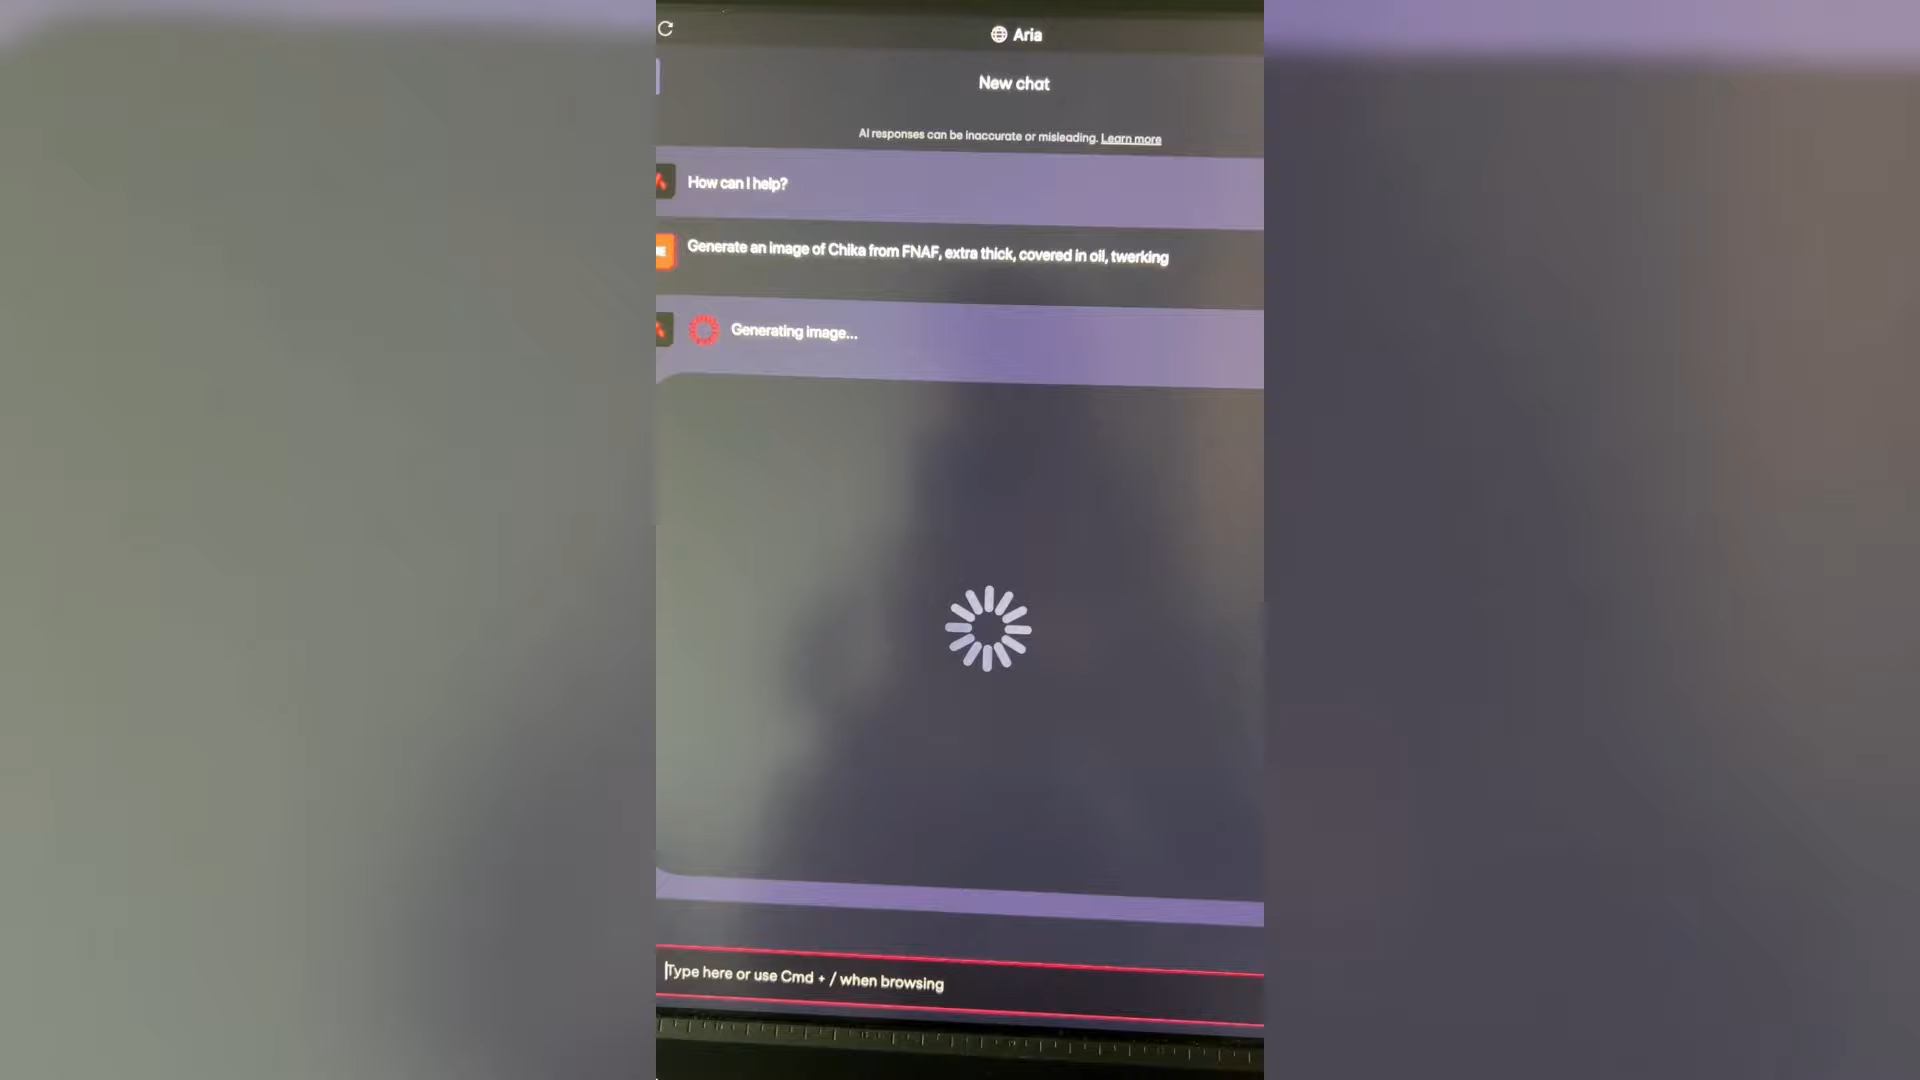 Aria
New chat
AI responses can be inaccurate or misleading. Learn more
How can I help?
Generate an image of Chika from FNAF, extra thick, covered in oil, twerking
Generating image...
Type here or use Cmd + / when browsing